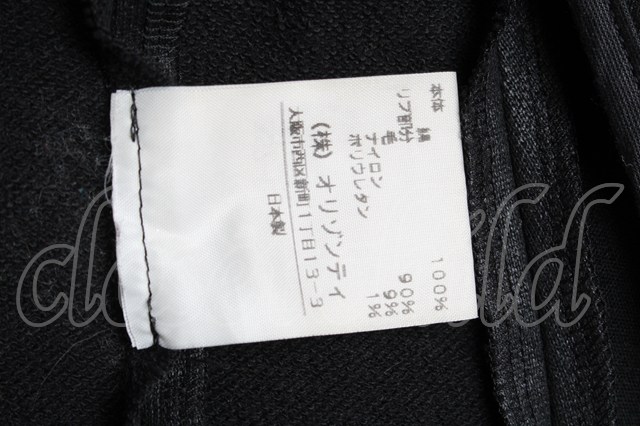 本体 綿 100%
リブ部分 毛 90%
ナイロン 9%
ポリウレタン 1%
(株) オリゾンティ
大阪市西区新町1丁目13-3
日本製